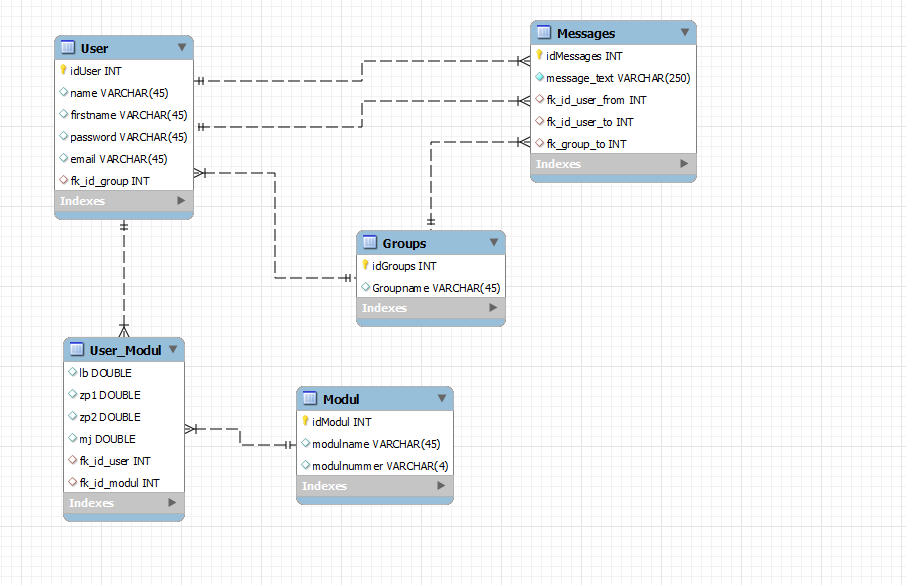 User
idUser INT
name VARCHAR(45)
firstname VARCHAR(45)
password VARCHAR(45)
email VARCHAR(45)
fk_id_group INT
Indexes
Messages
idMessages INT
message_text VARCHAR(250)
fk_id_user_from INT
fk_id_user_to INT
fk_group_to INT
Indexes
Groups
idGroups INT
Groupname VARCHAR(45)
Indexes
User_Modul
lb DOUBLE
zp1 DOUBLE
zp2 DOUBLE
mj DOUBLE
fk_id_user INT
fk_id_modul INT
Indexes
Modul
idModul INT
modulname VARCHAR(45)
modulnummer VARCHAR(4)
Indexes